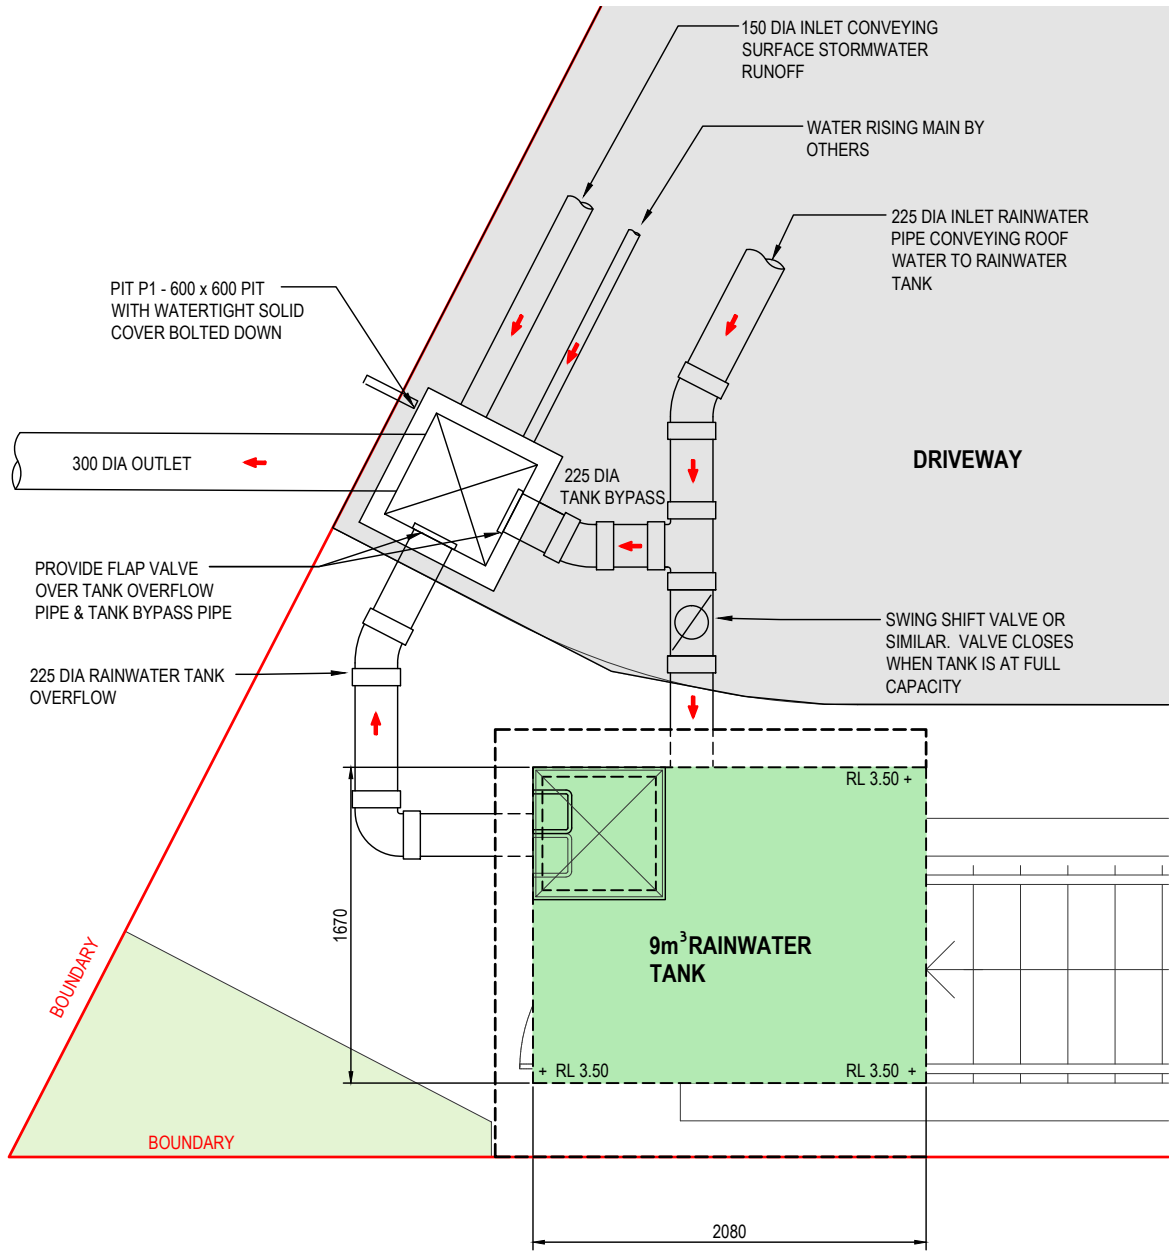 150 DIA INLET CONVEYING
SURFACE STORMWATER
RUNOFF
WATER RISING MAIN BY
OTHERS
225 DIA INLET RAINWATER
PIPE CONVEYING ROOF
WATER TO RAINWATER
TANK
PIT P1 - 600 x 600 PIT
WITH WATERTIGHT SOLID
COVER BOLTED DOWN
300 DIA OUTLET
225 DIA
TANK BYPASS
DRIVEWAY
PROVIDE FLAP VALVE
OVER TANK OVERFLOW
PIPE & TANK BYPASS PIPE
SWING SHIFT VALVE OR
SIMILAR. VALVE CLOSES
WHEN TANK IS AT FULL
CAPACITY
225 DIA RAINWATER TANK
OVERFLOW
RL 3.50 +
1670
9m³ RAINWATER
TANK
BOUNDARY
+ RL 3.50
RL 3.50 +
BOUNDARY
2080